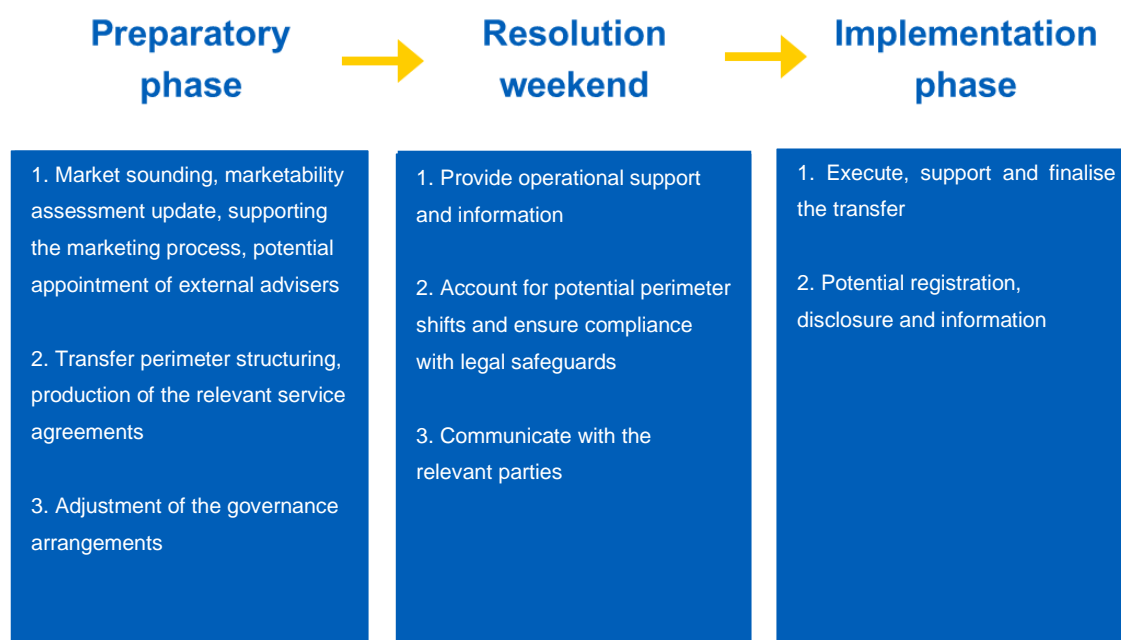 Preparatory
phase
Resolution
weekend
Implementation
phase
1. Market sounding, marketability
assessment update, supporting
the marketing process, potential
appointment of external advisers
2. Transfer perimeter structuring,
production of the relevant service
agreements
3. Adjustment of the governance
arrangements
1. Provide operational support
and information
2. Account for potential perimeter
shifts and ensure compliance
with legal safeguards
3. Communicate with the
relevant parties
1. Execute, support and finalise
the transfer
2. Potential registration,
disclosure and information